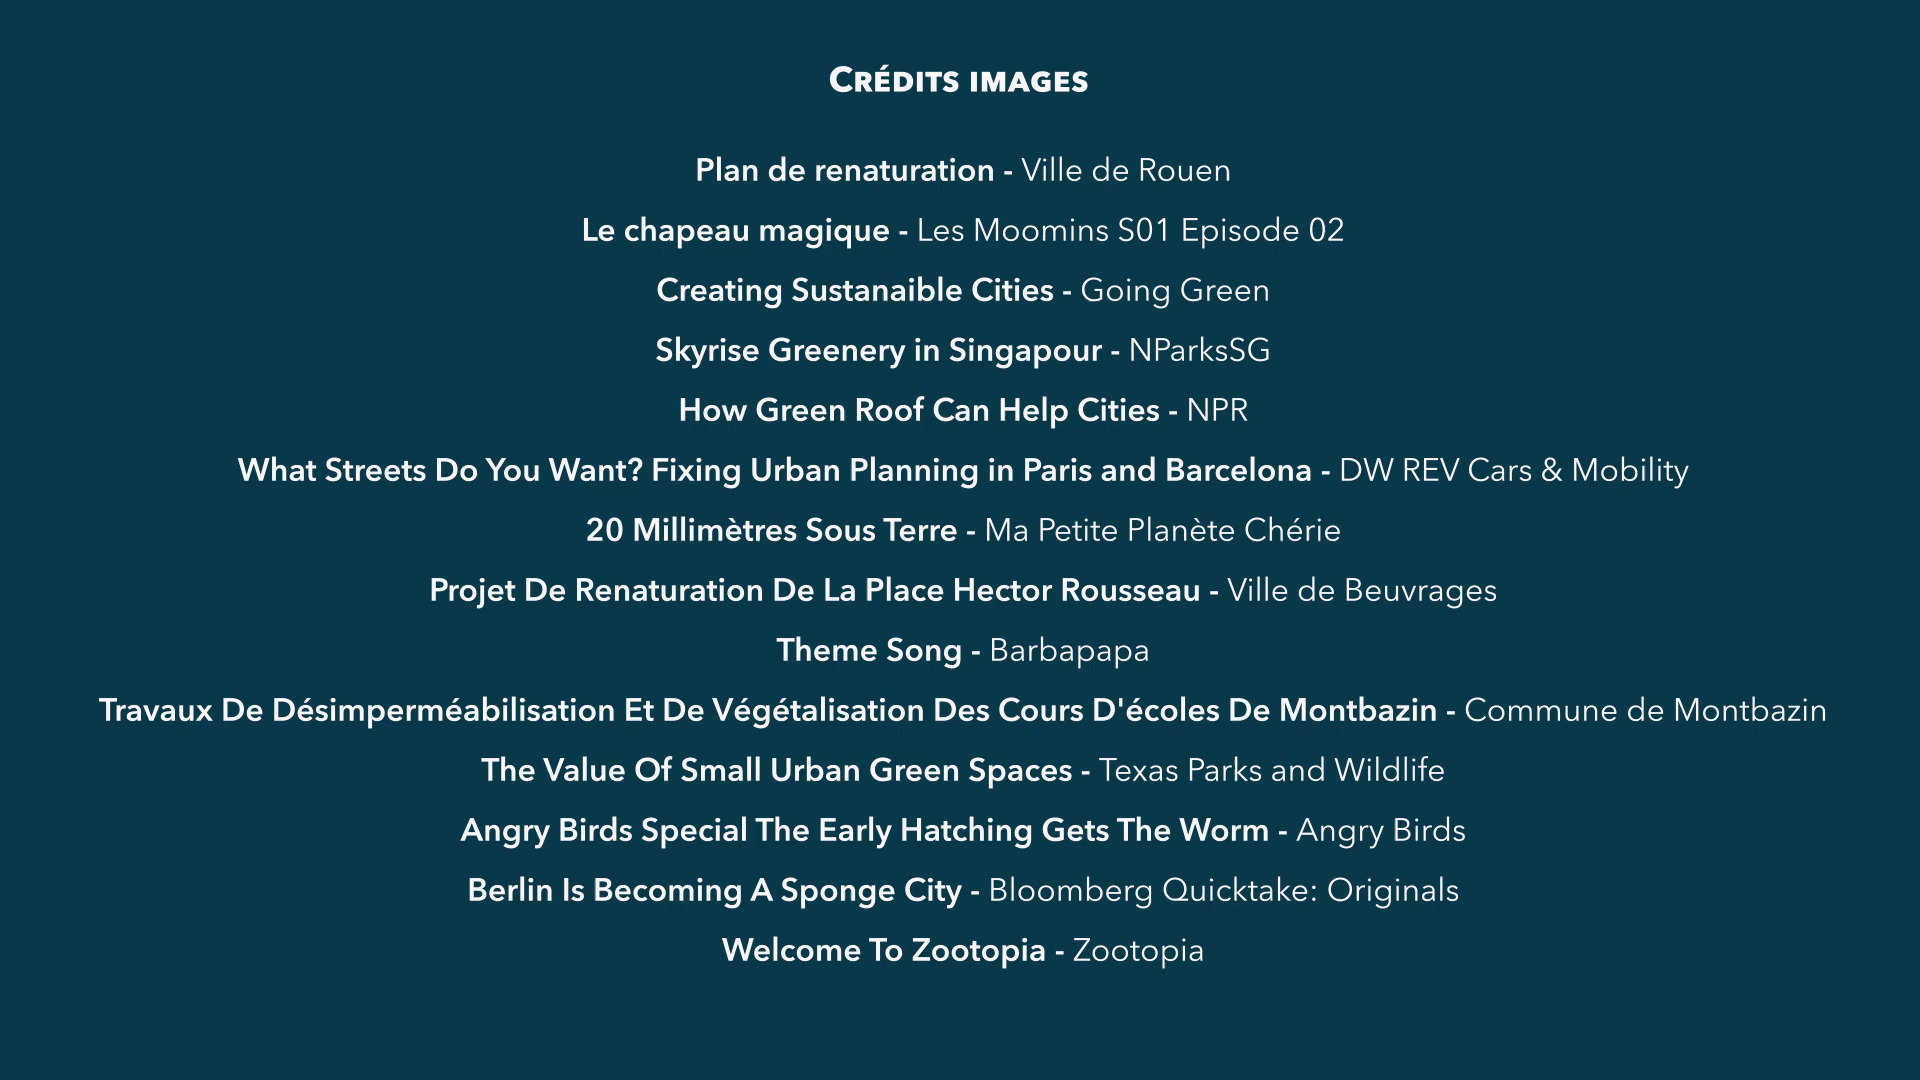 CRÉDITS IMAGES
Plan de renaturation - Ville de Rouen
Le chapeau magique - Les Moomins S01 Episode 02
Creating Sustanaible Cities - Going Green
Skyrise Greenery in Singapour - NParksSG
How Green Roof Can Help Cities - NPR
What Streets Do You Want? Fixing Urban Planning in Paris and Barcelona - DW REV Cars & Mobility
20 Millimètres Sous Terre - Ma Petite Planète Chérie
Projet De Renaturation De La Place Hector Rousseau - Ville de Beuvrages
Theme Song - Barbapapa
Travaux De Désimperméabilisation Et De Végétalisation Des Cours D'écoles De Montbazin - Commune de Montbazin
The Value Of Small Urban Green Spaces - Texas Parks and Wildlife
Angry Birds Special The Early Hatching Gets The Worm - Angry Birds
Berlin Is Becoming A Sponge City - Bloomberg Quicktake: Originals
Welcome To Zootopia - Zootopia